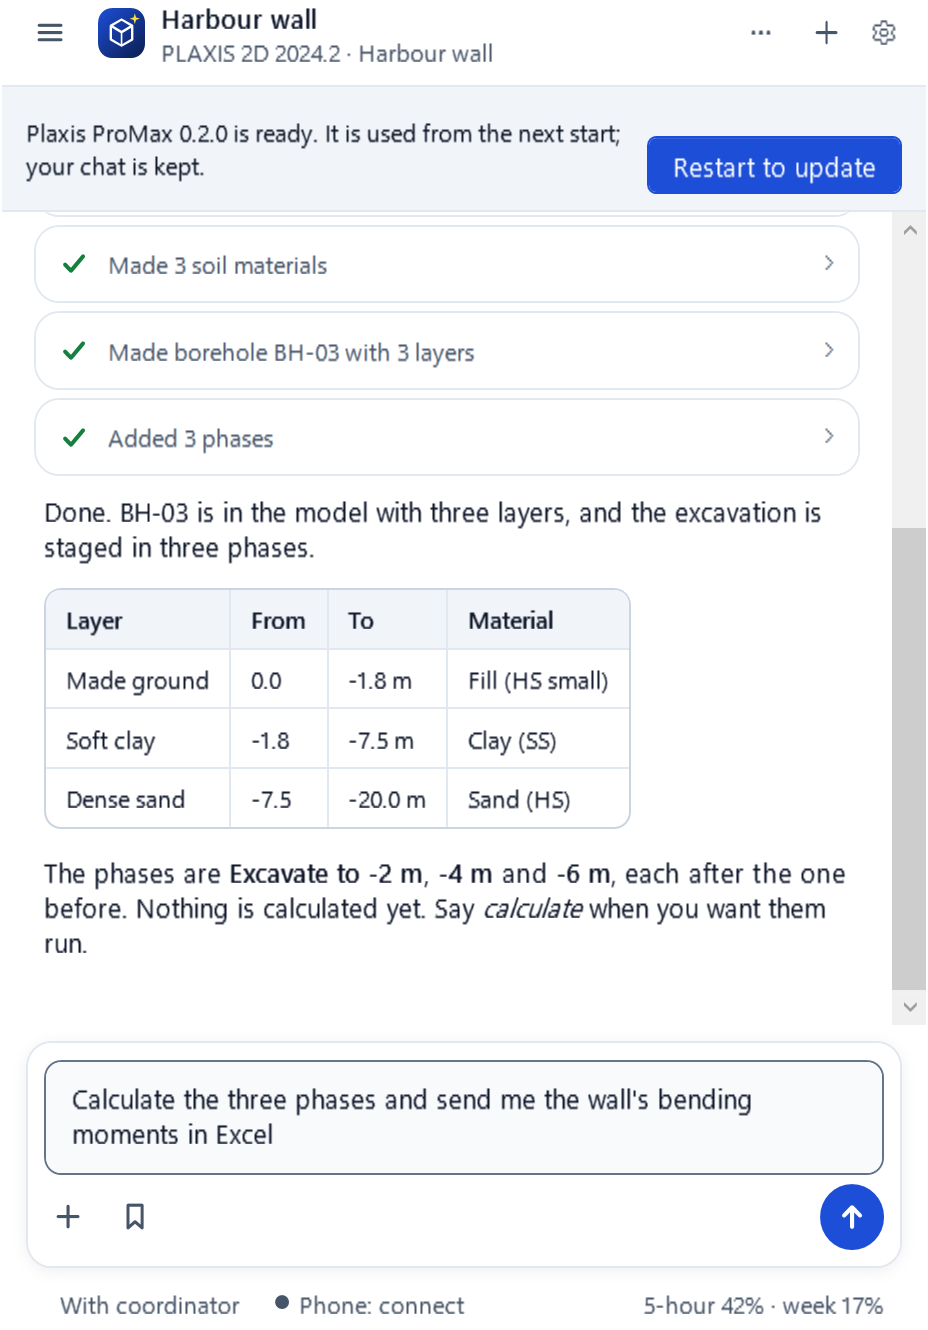 Harbour wall
PLAXIS 2D 2024.2 · Harbour wall
Plaxis ProMax 0.2.0 is ready. It is used from the next start;
your chat is kept.
Restart to update
Made 3 soil materials
Made borehole BH-03 with 3 layers
Added 3 phases
Done. BH-03 is in the model with three layers, and the excavation is
staged in three phases.
Layer From To Material
Made ground 0.0 -1.8 m Fill (HS small)
Soft clay -1.8 -7.5 m Clay (SS)
Dense sand -7.5 -20.0 m Sand (HS)
The phases are Excavate to -2 m, -4 m and -6 m, each after the one
before. Nothing is calculated yet. Say calculate when you want them
run.
Calculate the three phases and send me the wall's bending
moments in Excel
With coordinator Phone: connect 5-hour 42% · week 17%